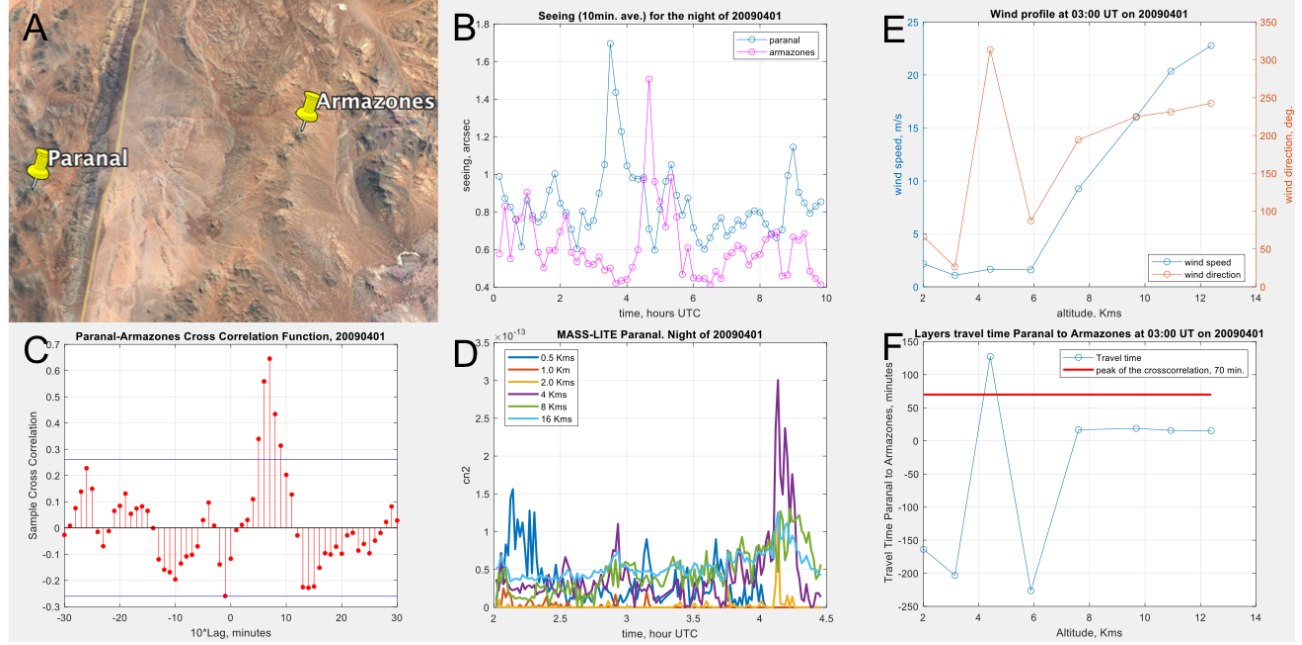 A
Armazones
Paranal
B
Seeing (10min. ave.) for the night of 20090401
1.8
1.6
1.4
1.2
1
0.8
0.6
0.4
seeing, arcsec
paranal
armazones
0
2
4
6
8
10
time, hours UTC
E
Wind profile at 03:00 UT on 20090401
25
20
15
10
5
0
wind speed, m/s
350
300
250
200
150
100
50
0
wind direction, deg.
wind speed
wind direction
2
4
6
8
10
12
14
altitude, Kms
C
Paranal-Armazones Cross Correlation Function, 20090401
0.7
0.6
0.5
0.4
0.3
0.2
0.1
0
-0.1
-0.2
-0.3
Sample Cross Correlation
-30
-20
-10
0
10
20
30
10*Lag, minutes
D
×10-13
MASS-LITE Paranal. Night of 20090401
3.5
3
2.5
2
1.5
1
0.5
0
cn2
0.5 Kms
1.0 Km
2.0 Kms
4 Kms
8 Kms
16 Kms
2
2.5
3
3.5
4
4.5
time, hour UTC
F
Layers travel time Paranal to Armazones at 03:00 UT on 20090401
150
100
50
0
-50
-100
-150
-200
-250
Travel Time Paranal to Armazones, minutes
Travel time
peak of the crosscorrelation, 70 min.
2
4
6
8
10
12
14
Altitude, Kms